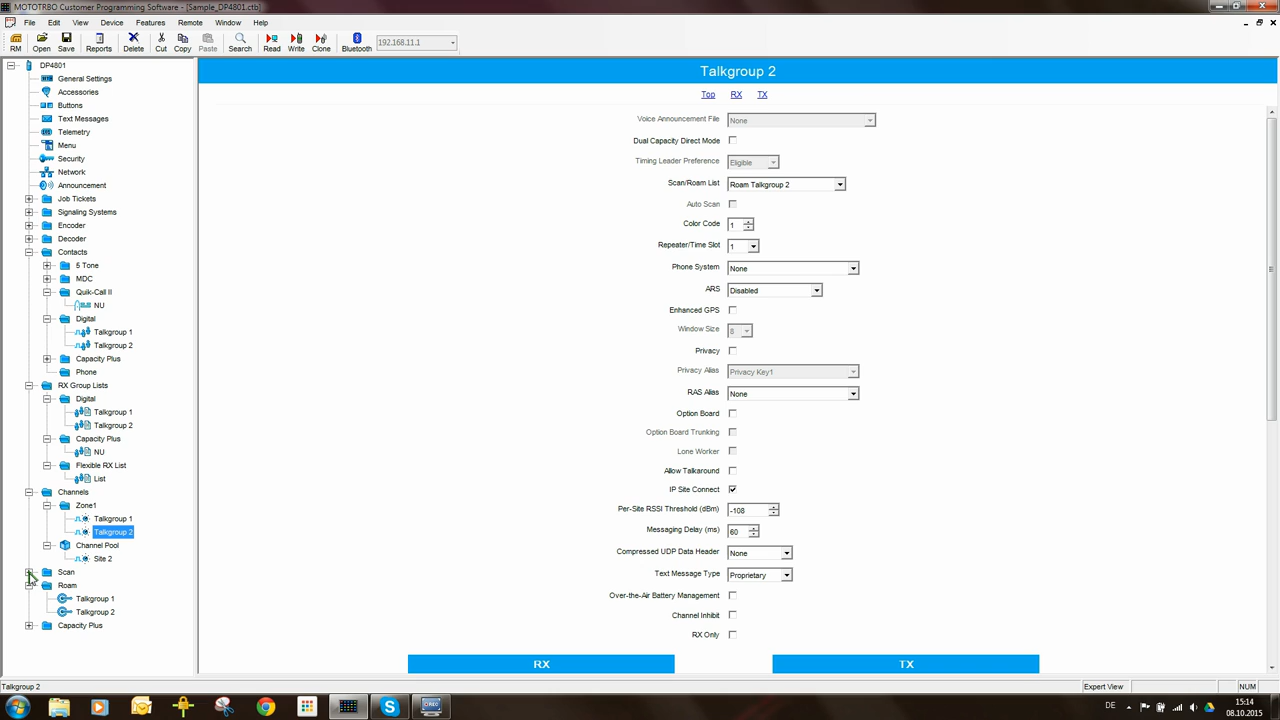 MOTOTRBO Customer Programming Software - [Sample_DP4801.ctb]
File Edit View Device Features Remote Window Help
RM Open Save Reports Delete Cut Copy Paste Search Read Write Clone Bluetooth 192.168.11.1
DP4801
General Settings
Accessories
Buttons
Text Messages
Telemetry
Menu
Security
Network
Announcement
Job Tickets
Signaling Systems
Encoder
Decoder
Contacts
5 Tone
MDC
Quik-Call II
NU
Digital
Talkgroup 1
Talkgroup 2
Capacity Plus
Phone
RX Group Lists
Digital
Talkgroup 1
Talkgroup 2
Capacity Plus
NU
Flexible RX List
List
Channels
Zone1
Talkgroup 1
Talkgroup 2
Channel Pool
Site 2
Scan
Roam
Talkgroup 1
Talkgroup 2
Capacity Plus
Talkgroup 2
Top RX TX
Voice Announcement File None
Dual Capacity Direct Mode
Timing Leader Preference Eligible
Scan/Roam List Roam Talkgroup 2
Auto Scan
Color Code 1
Repeater/Time Slot 1
Phone System None
ARS Disabled
Enhanced GPS
Window Size 8
Privacy
Privacy Alias Privacy Key1
RAS Alias None
Option Board
Option Board Trunking
Lone Worker
Allow Talkaround
IP Site Connect
Per-Site RSSI Threshold (dBm) -108
Messaging Delay (ms) 60
Compressed UDP Data Header None
Text Message Type Proprietary
Over-the-Air Battery Management
Channel Inhibit
RX Only
RX TX
Talkgroup 2 Expert View NUM
DE 15:14
08.10.2015